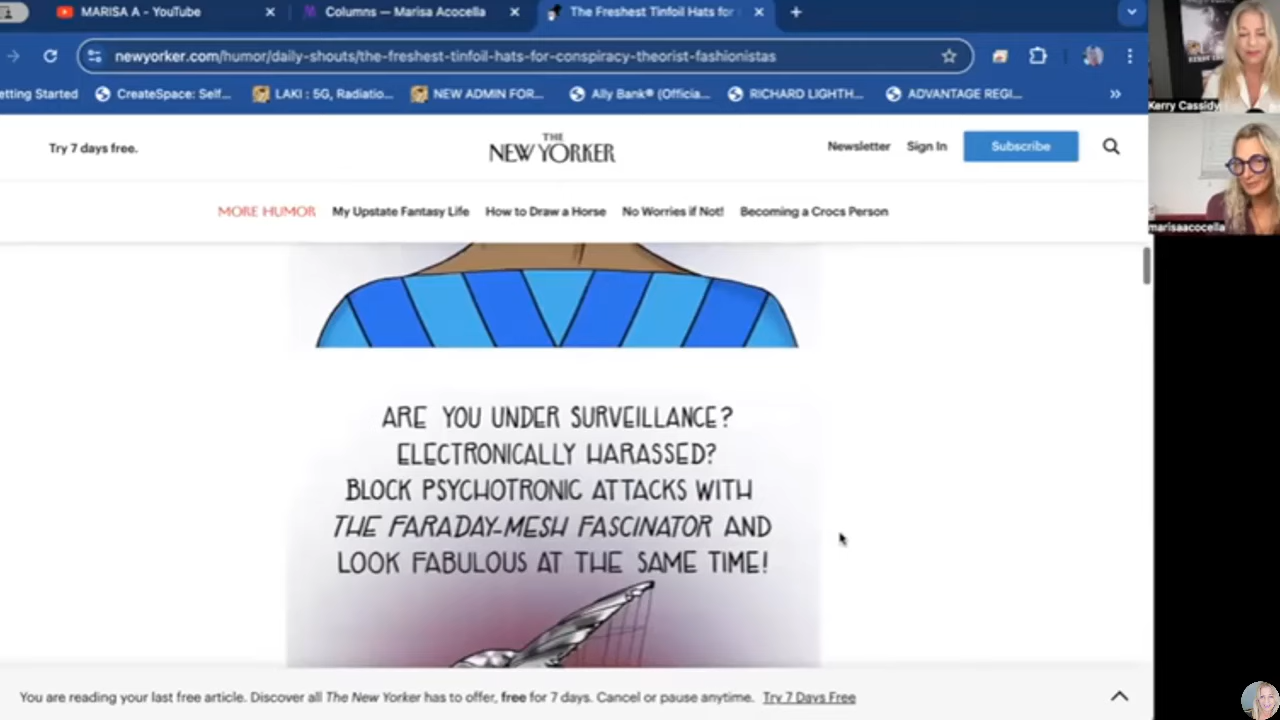 MARISA A - YouTube
Columns — Marisa Acocella
The Freshest Tinfoil Hats for
newyorker.com/humor/daily-shouts/the-freshest-tinfoil-hats-for-conspiracy-theorist-fashionistas
etting Started
CreateSpace: Self...
LAKI : 5G, Radiatio...
NEW ADMIN FOR...
Ally Bank® (Officia...
RICHARD LIGHTH...
ADVANTAGE REGI...
Kerry Cassidy
marisaacocella
Try 7 days free.
THE
NEW YORKER
Newsletter
Sign In
Subscribe
MORE HUMOR
My Upstate Fantasy Life
How to Draw a Horse
No Worries if Not!
Becoming a Crocs Person
ARE YOU UNDER SURVEILLANCE?
ELECTRONICALLY HARASSED?
BLOCK PSYCHOTRONIC ATTACKS WITH
THE FARADAY-MESH FASCINATOR AND
LOOK FABULOUS AT THE SAME TIME!
You are reading your last free article. Discover all The New Yorker has to offer, free for 7 days. Cancel or pause anytime. Try 7 Days Free